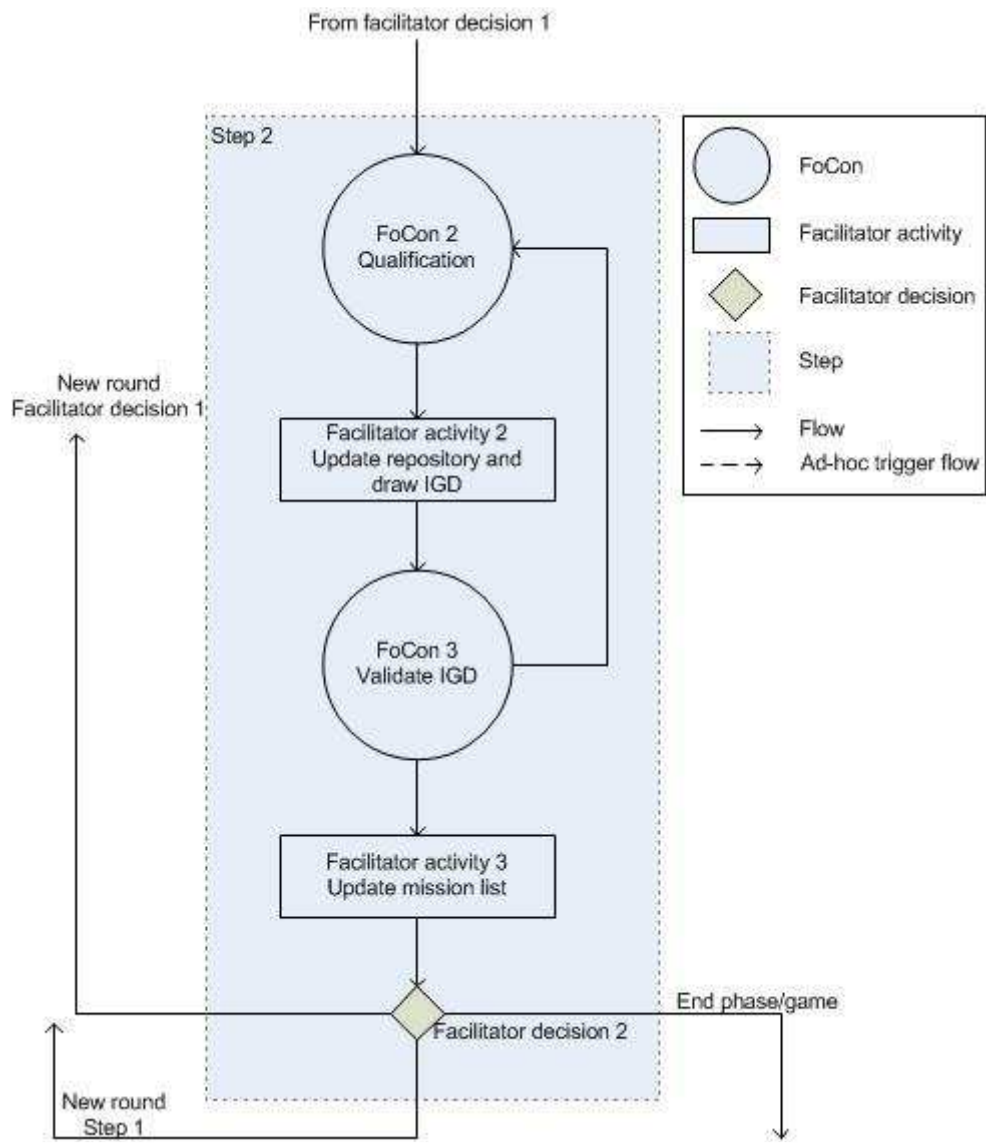 From facilitator decision 1
Step 2
FoCon 2
Qualification
Facilitator activity 2
Update repository and
draw IGD
FoCon 3
Validate IGD
Facilitator activity 3
Update mission list
Facilitator decision 2
New round
Facilitator decision 1
New round
Step 1
End phase/game
FoCon
Facilitator activity
Facilitator decision
Step
Flow
Ad-hoc trigger flow